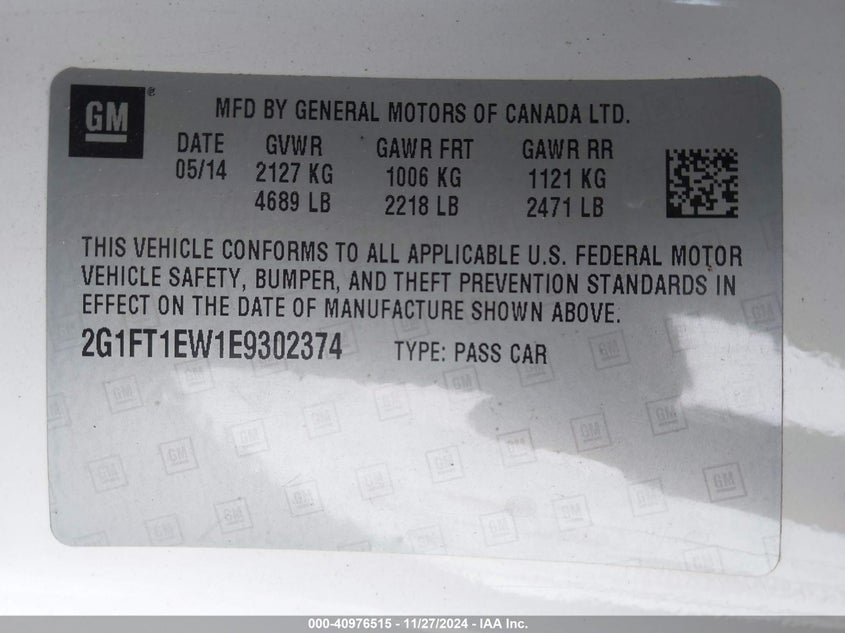 GM®
MFD BY GENERAL MOTORS OF CANADA LTD.
DATE GVWR GAWR FRT GAWR RR
05/14 2127 KG 1006 KG 1121 KG
4689 LB 2218 LB 2471 LB
THIS VEHICLE CONFORMS TO ALL APPLICABLE U.S. FEDERAL MOTOR
VEHICLE SAFETY, BUMPER, AND THEFT PREVENTION STANDARDS IN
EFFECT ON THE DATE OF MANUFACTURE SHOWN ABOVE.
2G1FT1EW1E9302374 TYPE: PASS CAR
000-40976515 - 11/27/2024 - IAA Inc.